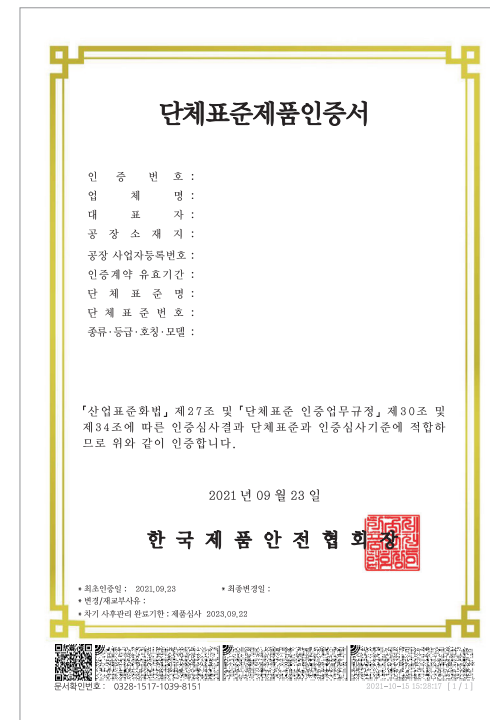 단체표준제품인증서
인 증 번 호 :
업 체 명 :
대 표 자 :
공 장 소 재 지 :
공장 사업자등록번호 :
인증계약 유효기간 :
단 체 표 준 명 :
단 체 표 준 번 호 :
종류·등급·호칭·모델 :
「산업표준화법」 제27조 및 「단체표준 인증업무규정」 제30조 및
제34조에 따른 인증심사결과 단체표준과 인증심사기준에 적합하
므로 위와 같이 인증합니다.
2021 년 09 월 23 일
한 국 제 품 안 전 협 회 장
* 최초인증일 : 2021.09.23 * 최종변경일 :
* 변경/재교부사유 :
* 차기 사후관리 완료기한 : 제품심사 2023.09.22
문서확인번호 : 0328-1517-1039-8151 2021-10-15 15:28:17 [ 1 / 1 ]